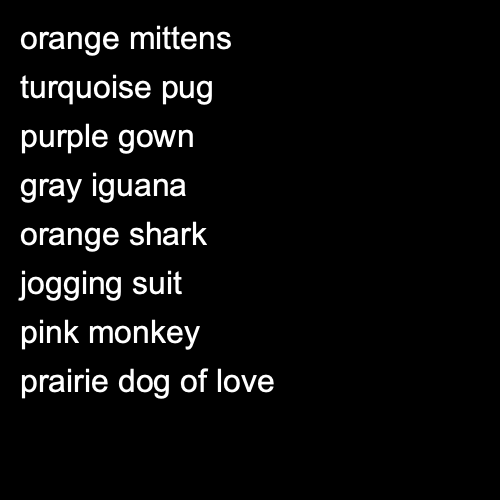 orange mittens
turquoise pug
purple gown
gray iguana
orange shark
jogging suit
pink monkey
prairie dog of love